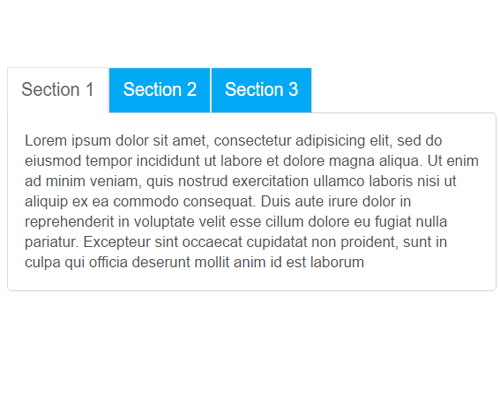 Section 1 Section 2 Section 3
Lorem ipsum dolor sit amet, consectetur adipisicing elit, sed do
eiusmod tempor incididunt ut labore et dolore magna aliqua. Ut enim
ad minim veniam, quis nostrud exercitation ullamco laboris nisi ut
aliquip ex ea commodo consequat. Duis aute irure dolor in
reprehenderit in voluptate velit esse cillum dolore eu fugiat nulla
pariatur. Excepteur sint occaecat cupidatat non proident, sunt in
culpa qui officia deserunt mollit anim id est laborum